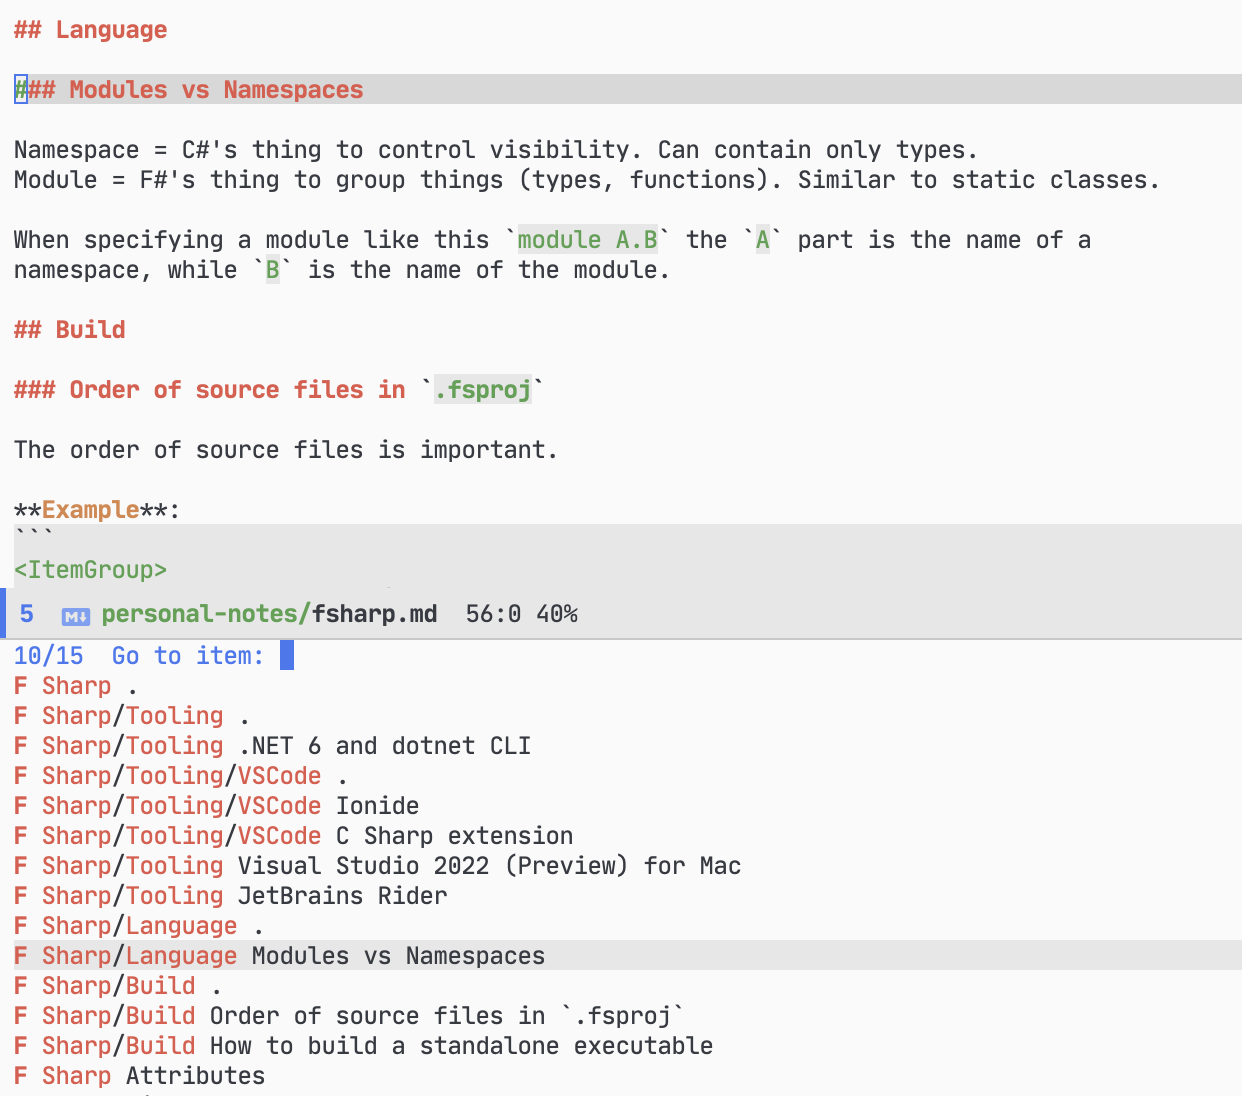 ## Language
### Modules vs Namespaces
Namespace = C#'s thing to control visibility. Can contain only types.
Module = F#'s thing to group things (types, functions). Similar to static classes.
When specifying a module like this `module A.B` the `A` part is the name of a
namespace, while `B` is the name of the module.
## Build
### Order of source files in `.fsproj`
The order of source files is important.
**Example**:
```
<ItemGroup>
5 M↓ personal-notes/fsharp.md 56:0 40%
10/15 Go to item:
F Sharp .
F Sharp/Tooling .
F Sharp/Tooling .NET 6 and dotnet CLI
F Sharp/Tooling/VSCode .
F Sharp/Tooling/VSCode Ionide
F Sharp/Tooling/VSCode C Sharp extension
F Sharp/Tooling Visual Studio 2022 (Preview) for Mac
F Sharp/Tooling JetBrains Rider
F Sharp/Language .
F Sharp/Language Modules vs Namespaces
F Sharp/Build .
F Sharp/Build Order of source files in `.fsproj`
F Sharp/Build How to build a standalone executable
F Sharp Attributes